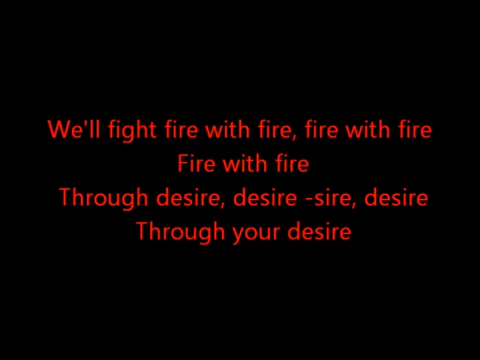 We'll fight fire with fire, fire with fire
Fire with fire
Through desire, desire -sire, desire
Through your desire